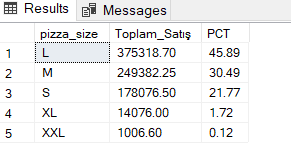 Results Messages
pizza_size Toplam_Satış PCT
1 L 375318.70 45.89
2 M 249382.25 30.49
3 S 178076.50 21.77
4 XL 14076.00 1.72
5 XXL 1006.60 0.12